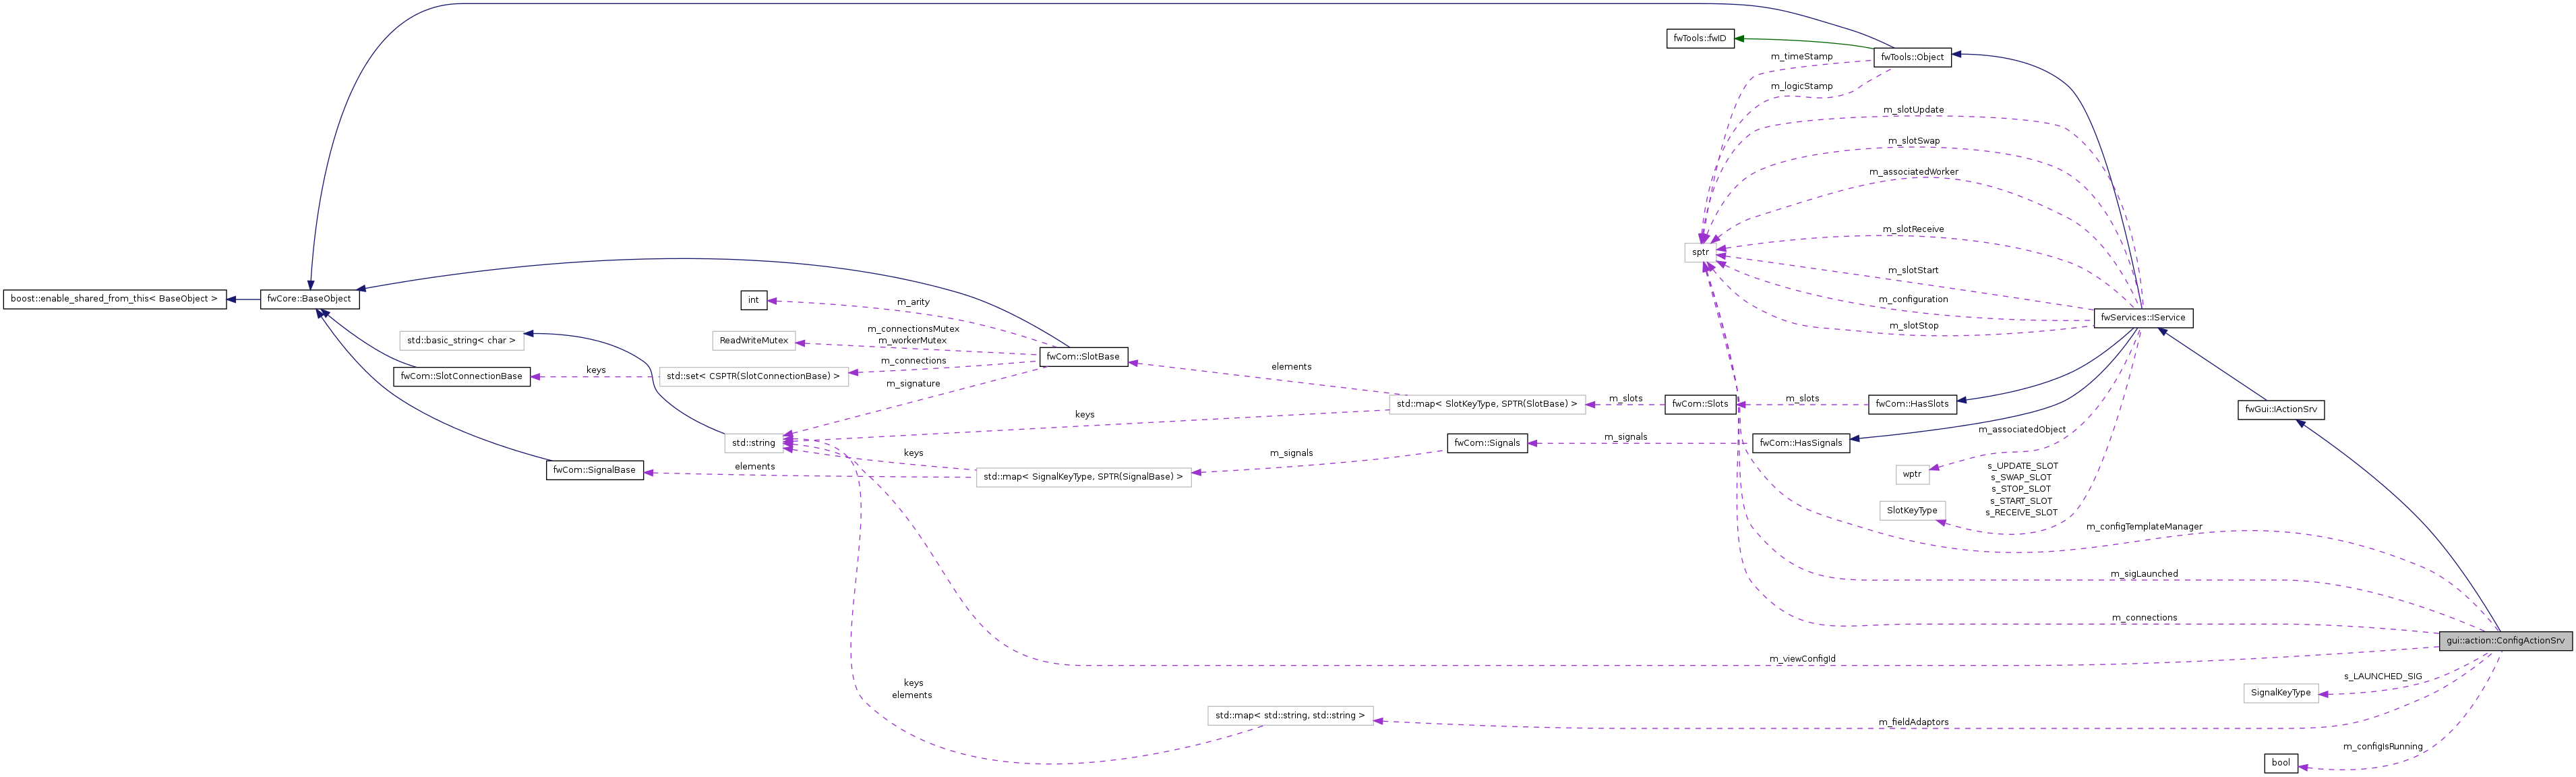 fwTools::fwID
fwTools::Object
m_timeStamp
m_logicStamp
m_slotUpdate
m_slotSwap
m_associatedWorker
m_slotReceive
sptr
m_slotStart
m_configuration
m_slotStop
fwServices::IService
boost::enable_shared_from_this< BaseObject >
fwCore::BaseObject
int
m_arity
std::basic_string< char >
ReadWriteMutex
m_connectionsMutex
m_workerMutex
fwCom::SlotBase
fwCom::SlotConnectionBase
keys
std::set< CSPTR(SlotConnectionBase) >
m_connections
m_signature
elements
std::map< SlotKeyType, SPTR(SlotBase) >
m_slots
fwCom::Slots
m_slots
fwCom::HasSlots
fwGui::IActionSrv
keys
std::string
m_signals
fwCom::Signals
m_signals
fwCom::HasSignals
m_associatedObject
keys
fwCom::SignalBase
elements
std::map< SignalKeyType, SPTR(SignalBase) >
wptr
s_UPDATE_SLOT
s_SWAP_SLOT
s_STOP_SLOT
s_START_SLOT
s_RECEIVE_SLOT
SlotKeyType
m_configTemplateManager
m_sigLaunched
m_connections
gui::action::ConfigActionSrv
m_viewConfigId
s_LAUNCHED_SIG
SignalKeyType
keys
elements
std::map< std::string, std::string >
m_fieldAdaptors
m_configIsRunning
bool